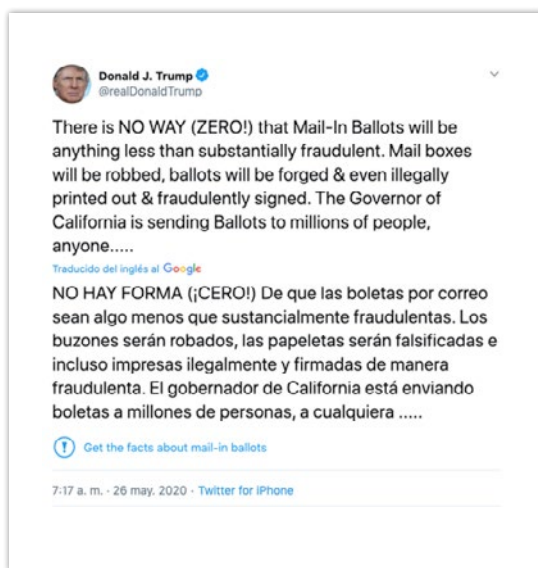 Donald J. Trump
@realDonaldTrump
There is NO WAY (ZERO!) that Mail-In Ballots will be
anything less than substantially fraudulent. Mail boxes
will be robbed, ballots will be forged & even illegally
printed out & fraudulently signed. The Governor of
California is sending Ballots to millions of people,
anyone.....
Traducido del inglés al Google
NO HAY FORMA (¡CERO!) De que las boletas por correo
sean algo menos que sustancialmente fraudulentas. Los
buzones serán robados, las papeletas serán falsificadas e
incluso impresas ilegalmente y firmadas de manera
fraudulenta. El gobernador de California está enviando
boletas a millones de personas, a cualquiera .....
Get the facts about mail-in ballots
7:17 a. m. · 26 may. 2020 · Twitter for iPhone